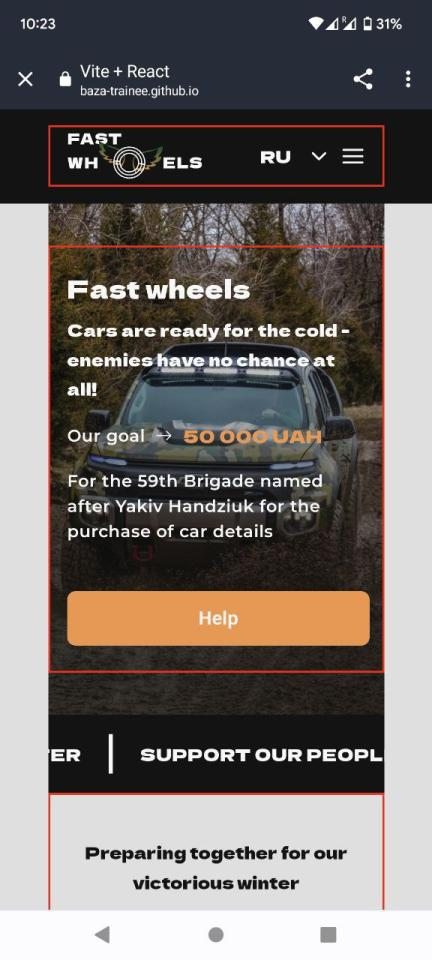 10:23
R
31%
Vite + React
baza-trainee.github.io
FAST
WH ELS
RU
Fast wheels
Cars are ready for the cold -
enemies have no chance at
all!
Our goal → 50 000 UAH
For the 59th Brigade named
after Yakiv Handziuk for the
purchase of car details
Help
TER | SUPPORT OUR PEOPL
Preparing together for our
victorious winter